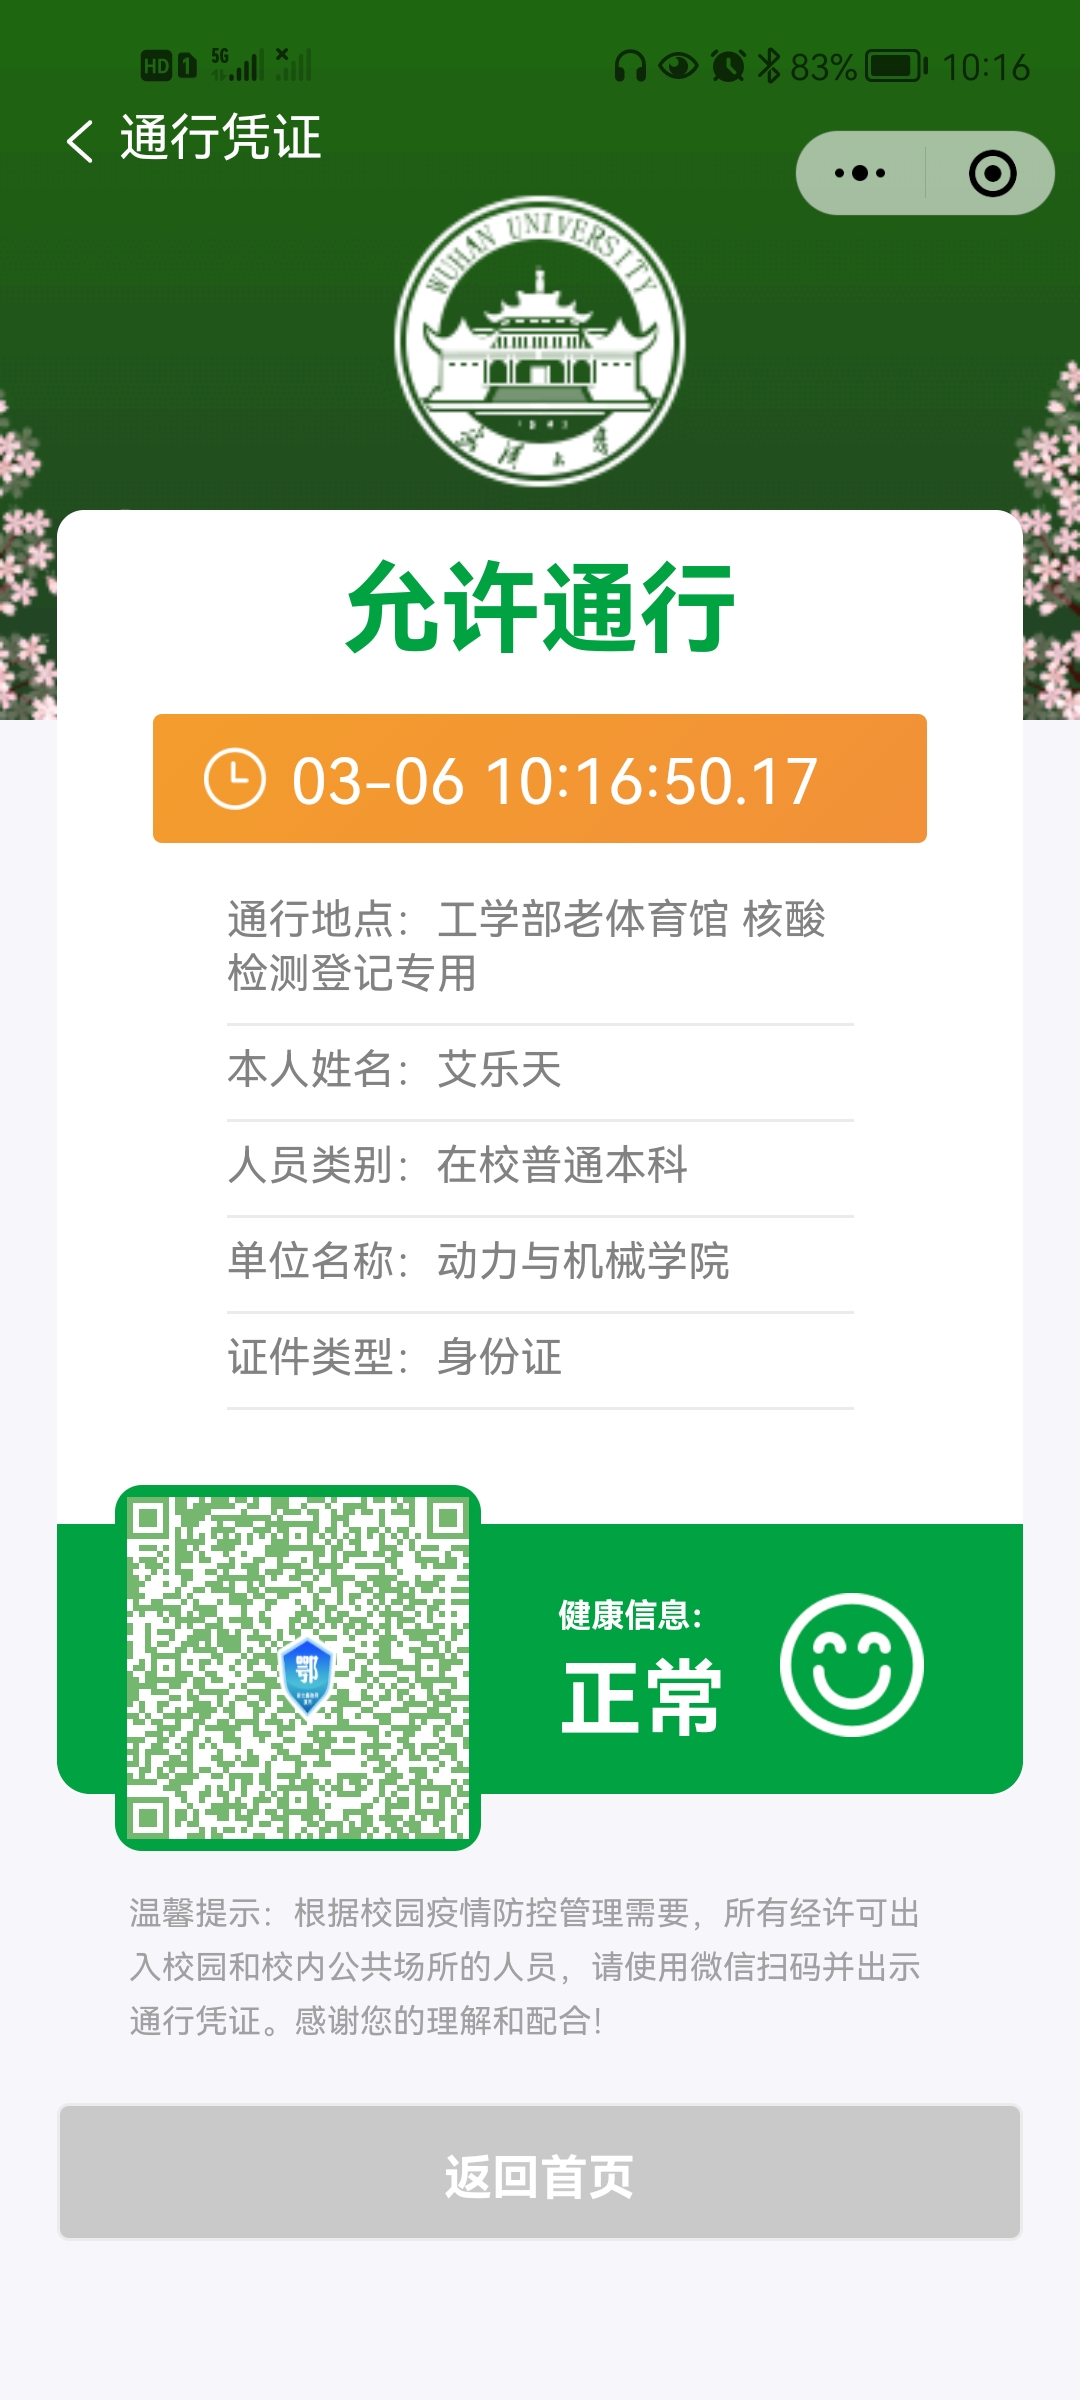 HD 1 5G 83% 10:16
通行凭证
WUHAN UNIVERSITY
允许通行
03-06 10:16:50.17
通行地点：工学部老体育馆 核酸
检测登记专用
本人姓名：艾乐天
人员类别：在校普通本科
单位名称：动力与机械学院
证件类型：身份证
鄂
健康信息：
正常
温馨提示：根据校园疫情防控管理需要，所有经许可出
入校园和校内公共场所的人员，请使用微信扫码并出示
通行凭证。感谢您的理解和配合！
返回首页